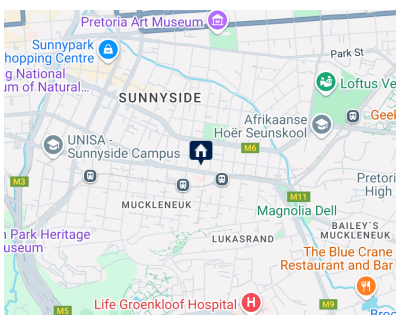 Pretoria Art Museum
Sunnypark
hopping Centre
Park St
g National
um of Natural...
Loftus Ve
SUNNYSIDE
Afrikaanse
Hoër Seunskool
Geek
UNISA -
Sunnyside Campus
M6
M3
Pretori
High
M11
MUCKLENEUK
Magnolia Dell
BAILEY'S
MUCKLENEUK
n Park Heritage
useum
LUKASRAND
The Blue Crane
Restaurant and Bar
Life Groenkloof Hospital
H
M5
M9
Broo